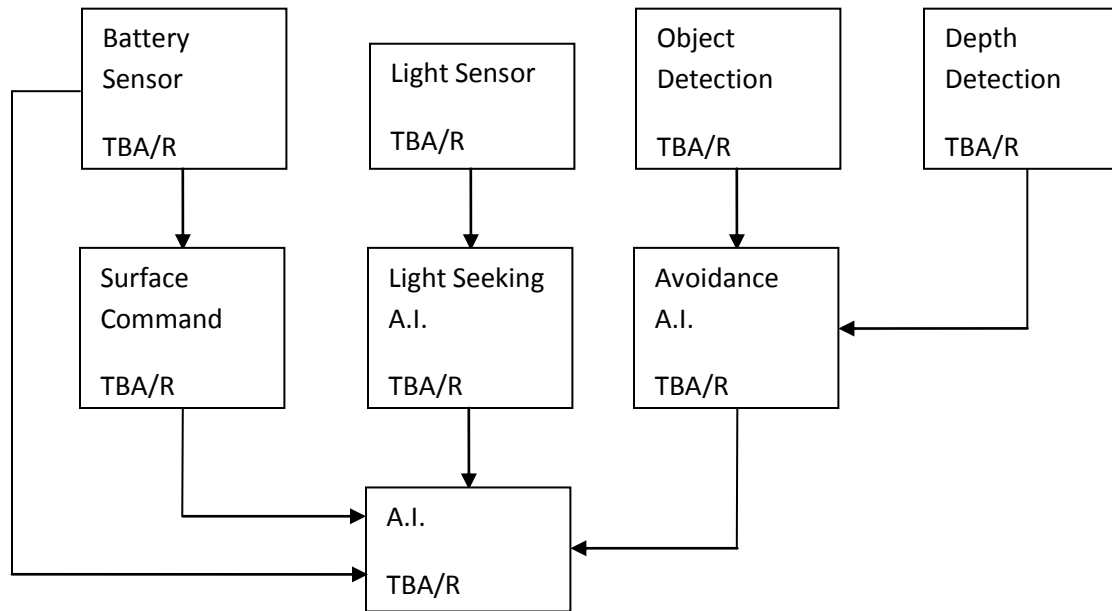 Battery
Sensor
TBA/R
Light Sensor
TBA/R
Object
Detection
TBA/R
Depth
Detection
TBA/R
Surface
Command
TBA/R
Light Seeking
A.I.
TBA/R
Avoidance
A.I.
TBA/R
A.I.
TBA/R